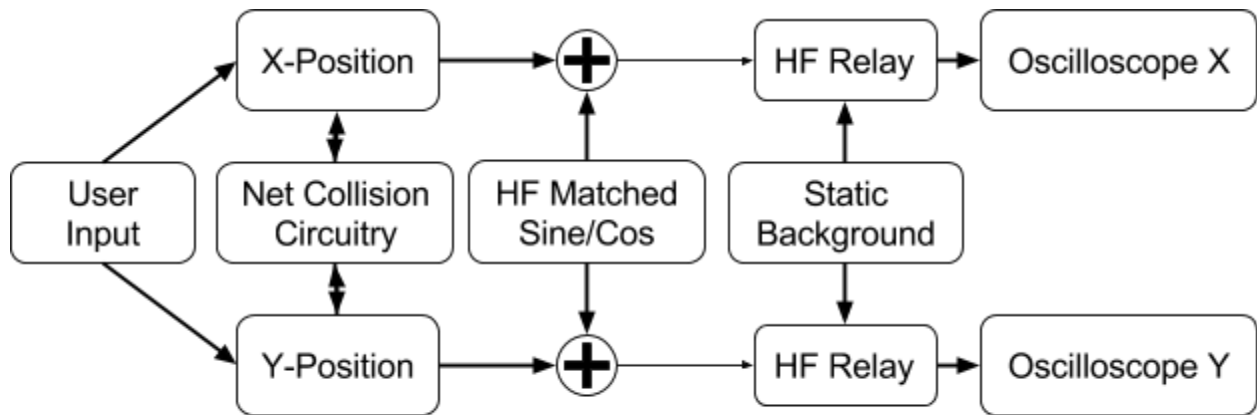 X-Position
HF Relay
Oscilloscope X
User
Input
Net Collision
Circuitry
HF Matched
Sine/Cos
Static
Background
Y-Position
HF Relay
Oscilloscope Y